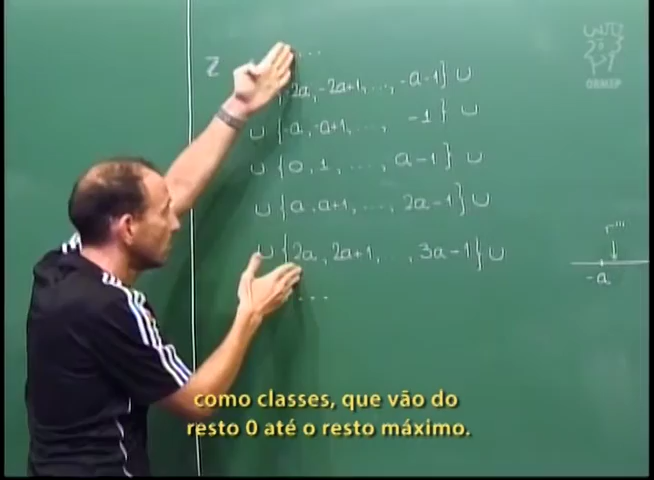 Z ...
, -2a, -2a+1, ..., -a-1} ∪
∪ {-a, -a+1, ..., -1} ∪
∪ {0, 1, ..., a-1} ∪
∪ {a, a+1, ..., 2a-1} ∪
∪ {2a, 2a+1, . , 3a-1} ∪
...
r'''
-a
OBMEP
como classes, que vão do
resto 0 até o resto máximo.